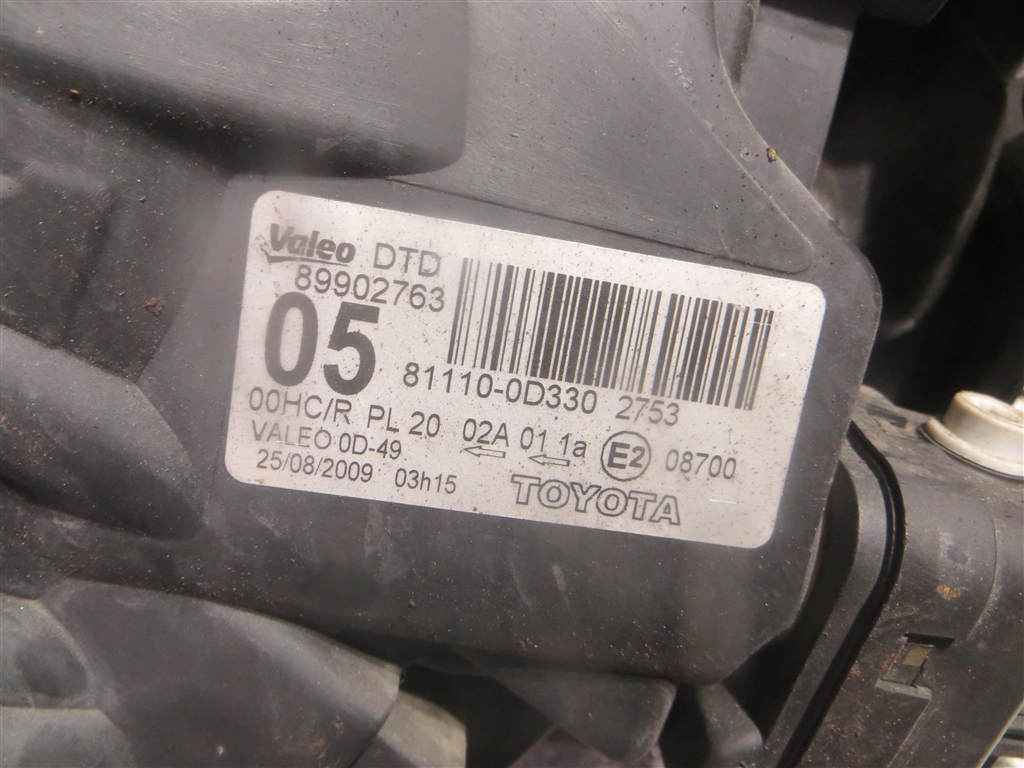 Valeo DTD
89902763
05
81110-0D330 2753
00HC/R PL 20 02A 01 1a E2 08700
VALEO 0D-49
25/08/2009 03h15
TOYOTA